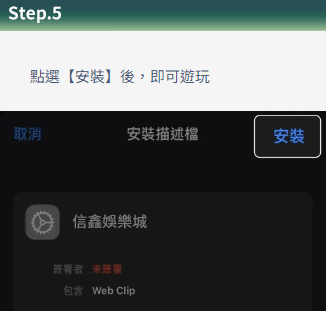 Step.5
點選【安裝】後，即可遊玩
取消 安裝描述檔 安裝
信鑫娛樂城
簽署者 未簽署
包含 Web Clip